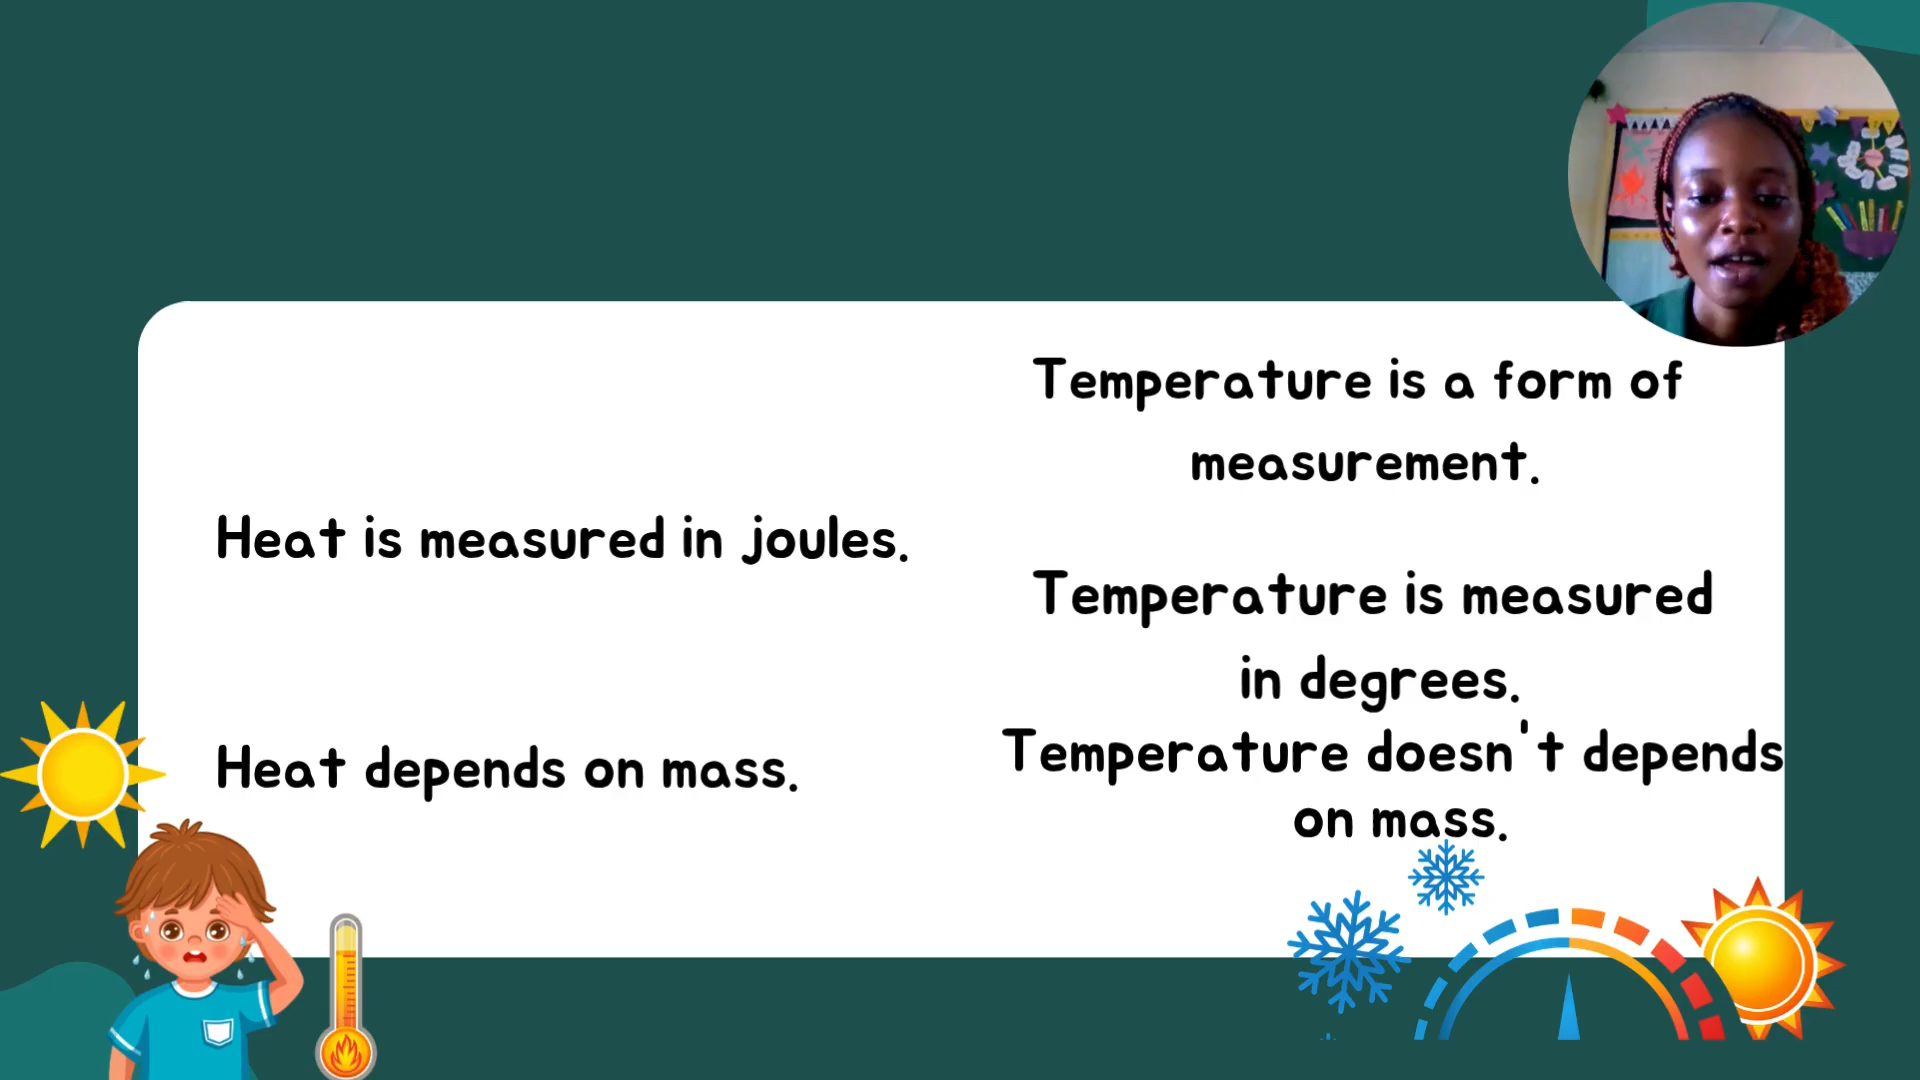 Heat is measured in joules.
Heat depends on mass.
Temperature is a form of
measurement.
Temperature is measured
in degrees.
Temperature doesn't depends
on mass.